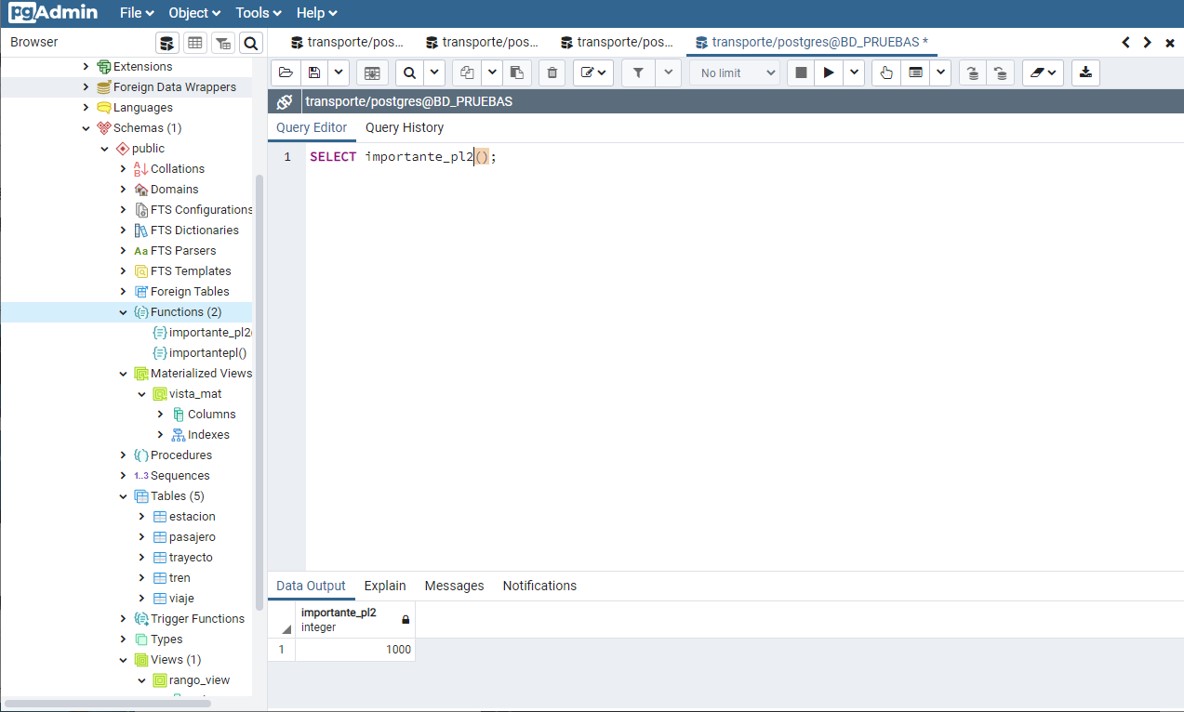 pgAdmin File Object Tools Help
Browser
transporte/pos... transporte/pos... transporte/pos... transporte/postgres@BD_PRUEBAS *
No limit
transporte/postgres@BD_PRUEBAS
Query Editor Query History
1 SELECT importante_pl2();
Extensions
Foreign Data Wrappers
Languages
Schemas (1)
public
Collations
Domains
FTS Configurations
FTS Dictionaries
Aa FTS Parsers
FTS Templates
Foreign Tables
Functions (2)
importante_pl2(
importantepl()
Materialized Views
vista_mat
Columns
Indexes
Procedures
1..3 Sequences
Tables (5)
estacion
pasajero
trayecto
tren
viaje
Trigger Functions
Types
Views (1)
rango_view
Data Output Explain Messages Notifications
importante_pl2
integer
1 1000